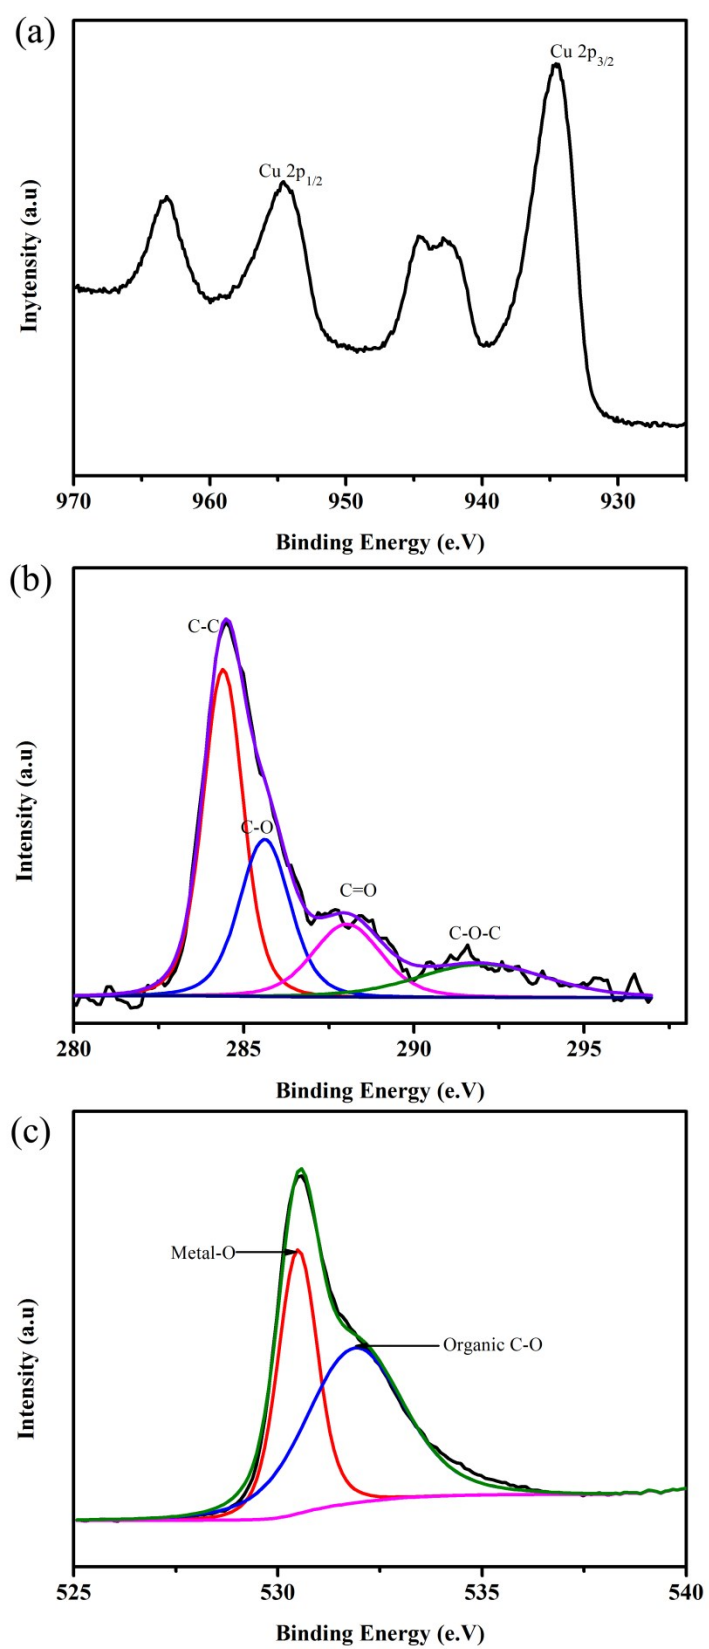 (a)
Cu 2p3/2
Cu 2p1/2
Inytensity (a.u)
970 960 950 940 930
Binding Energy (e.V)
(b)
C-C
C-O
C=O
C-O-C
Intensity (a.u)
280 285 290 295
Binding Energy (e.V)
(c)
Metal-O
Organic C-O
Intensity (a.u)
525 530 535 540
Binding Energy (e.V)